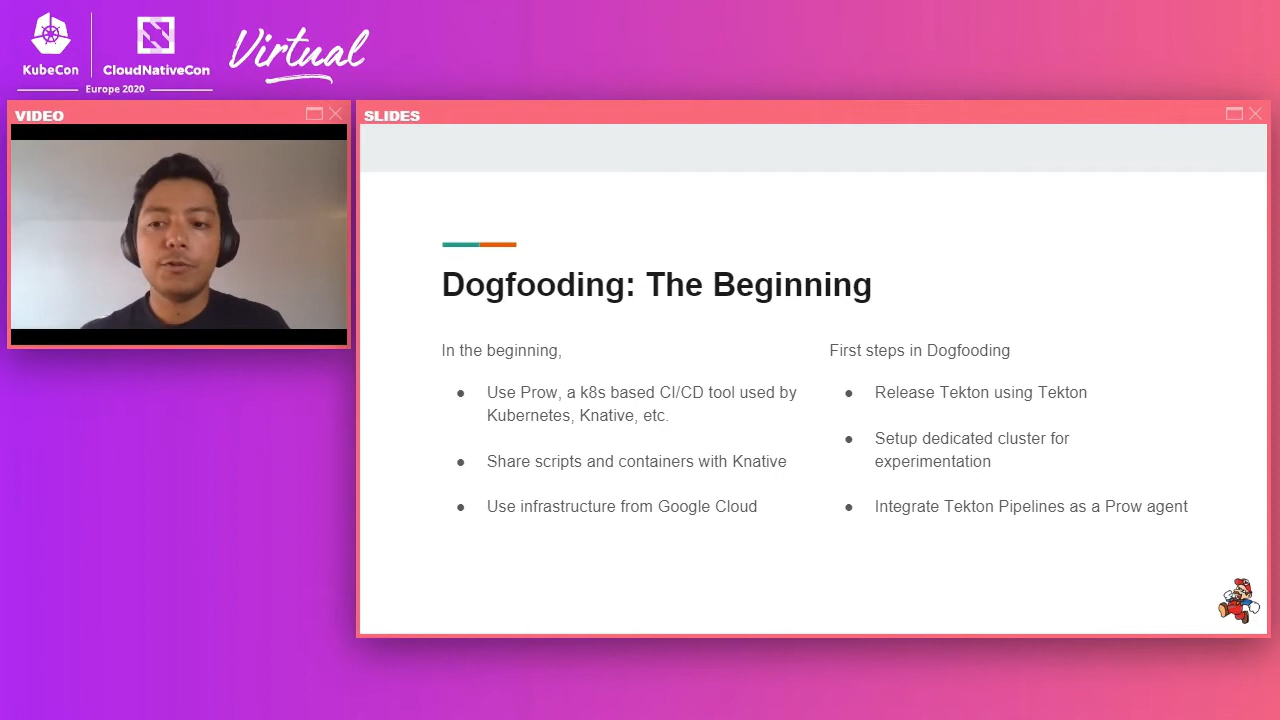 KubeCon
CloudNativeCon
Europe 2020
Virtual
VIDEO
SLIDES
Dogfooding: The Beginning
In the beginning,
● Use Prow, a k8s based CI/CD tool used by
Kubernetes, Knative, etc.
● Share scripts and containers with Knative
● Use infrastructure from Google Cloud
First steps in Dogfooding
● Release Tekton using Tekton
● Setup dedicated cluster for
experimentation
● Integrate Tekton Pipelines as a Prow agent